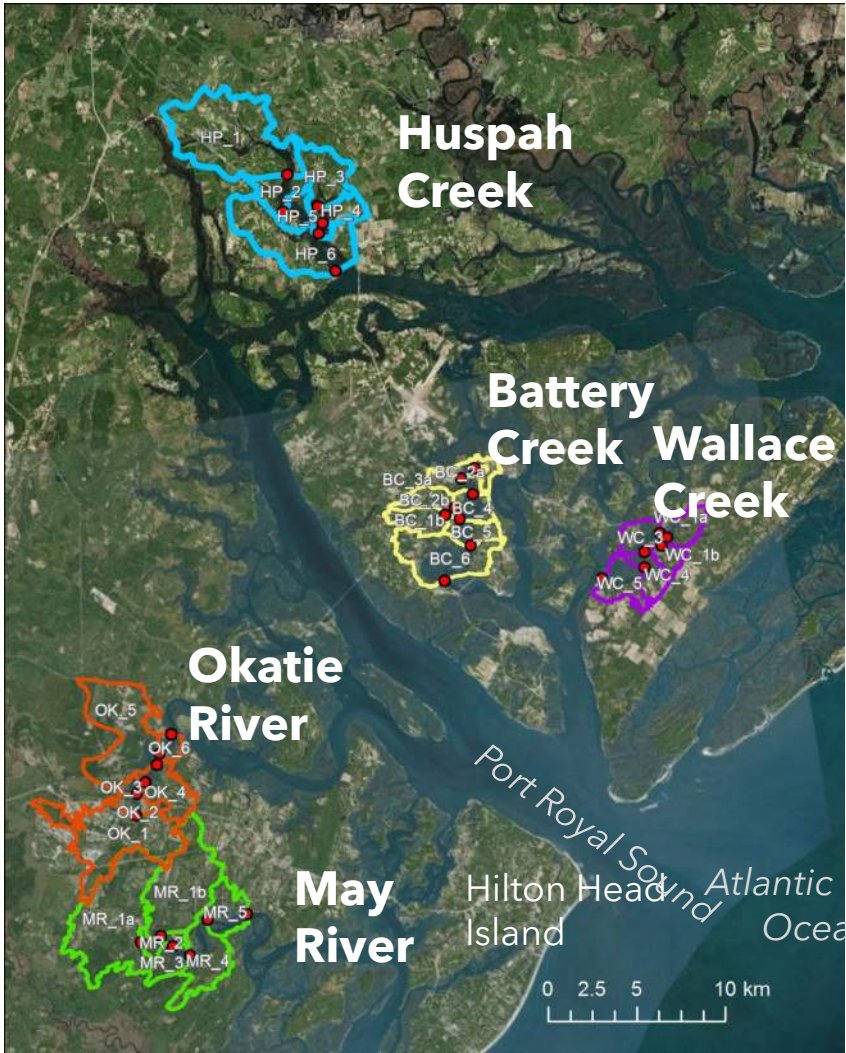 HP_1
Huspah
Creek
HP_3
HP_2
HP_4
HP_5
HP_6
Battery
Creek
Wallace
Creek
BC_2a
BC_3a
BC_2b
BC_4
BC_1b
BC_5
BC_6
WC_1a
WC_3
WC_1b
WC_4
WC_5
Okatie
River
OK_5
OK_6
OK_3
OK_4
OK_2
OK_1
Port Royal Sound
May
River
MR_1b
MR_1a
MR_5
MR_2
MR_3
MR_4
Hilton Head
Island
Atlantic
Ocea
0 2.5 5 10 km